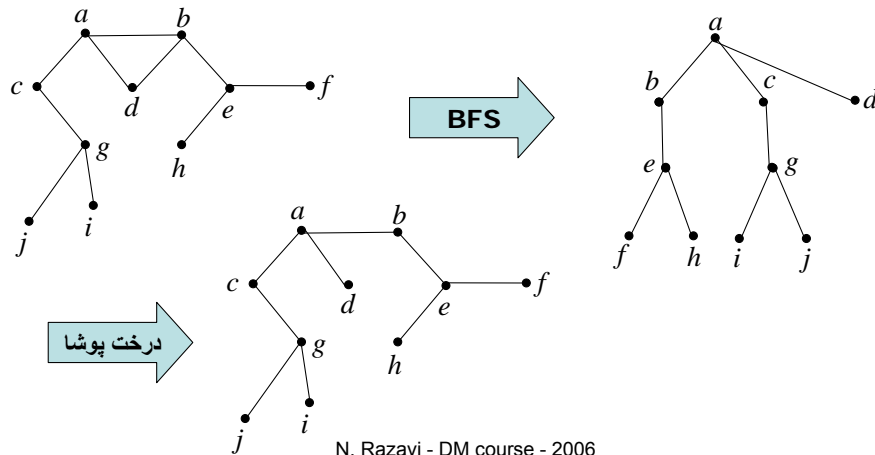 a b
c d e f
g h
j i
BFS
a
b c d
e g
f h i j
درخت پوشا
a b
c d e f
g h
j i
N. Razavi - DM course - 2006